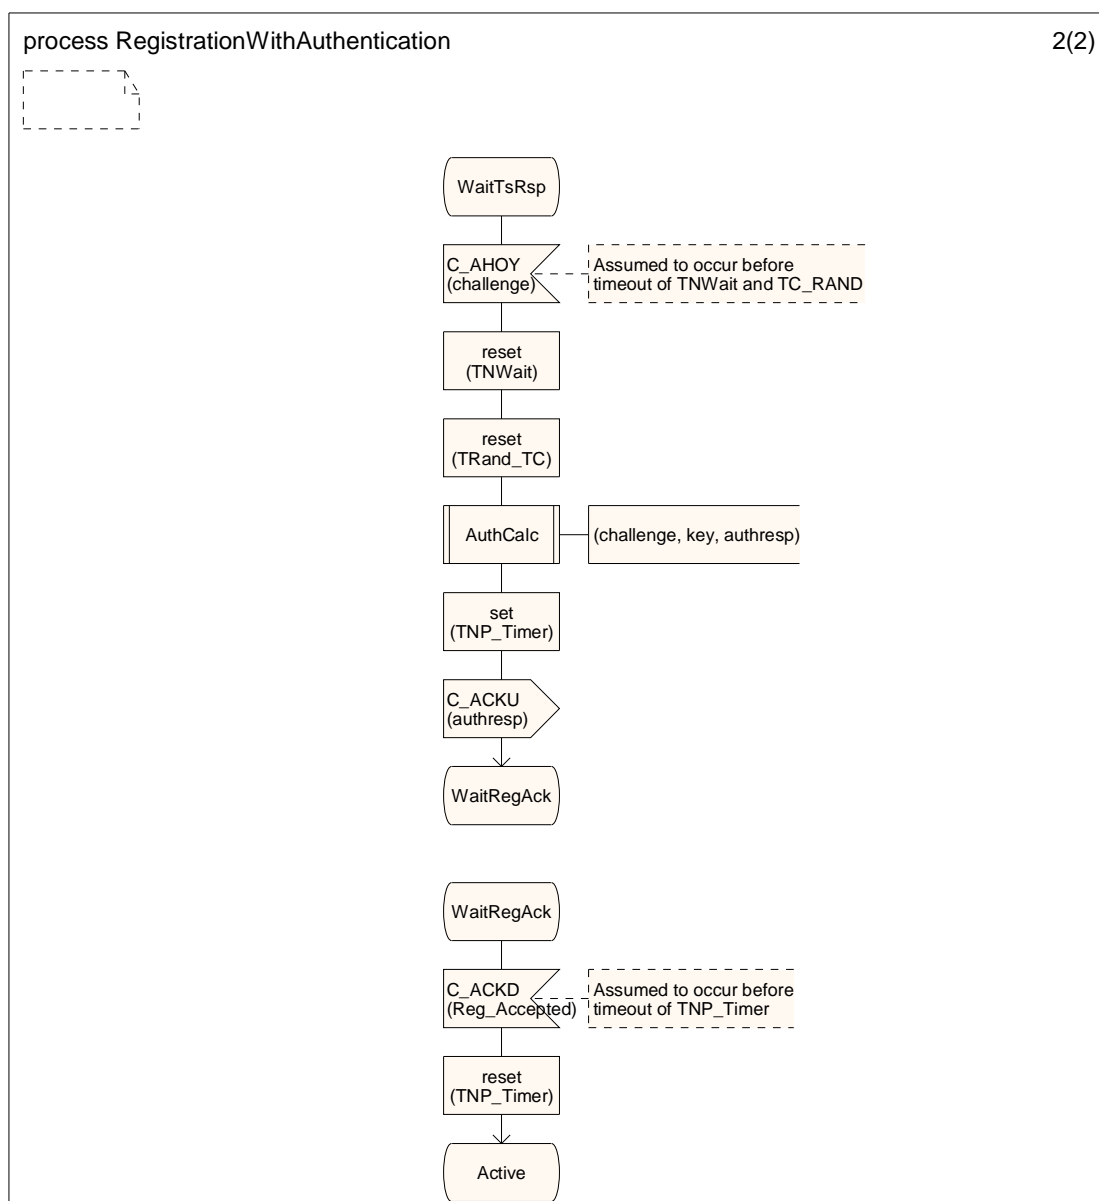 process RegistrationWithAuthentication
2(2)
WaitTsRsp
C_AHOY
(challenge)
Assumed to occur before
timeout of TNWait and TC_RAND
reset
(TNWait)
reset
(TRand_TC)
AuthCalc
(challenge, key, authresp)
set
(TNP_Timer)
C_ACKU
(authresp)
WaitRegAck
WaitRegAck
C_ACKD
(Reg_Accepted)
Assumed to occur before
timeout of TNP_Timer
reset
(TNP_Timer)
Active